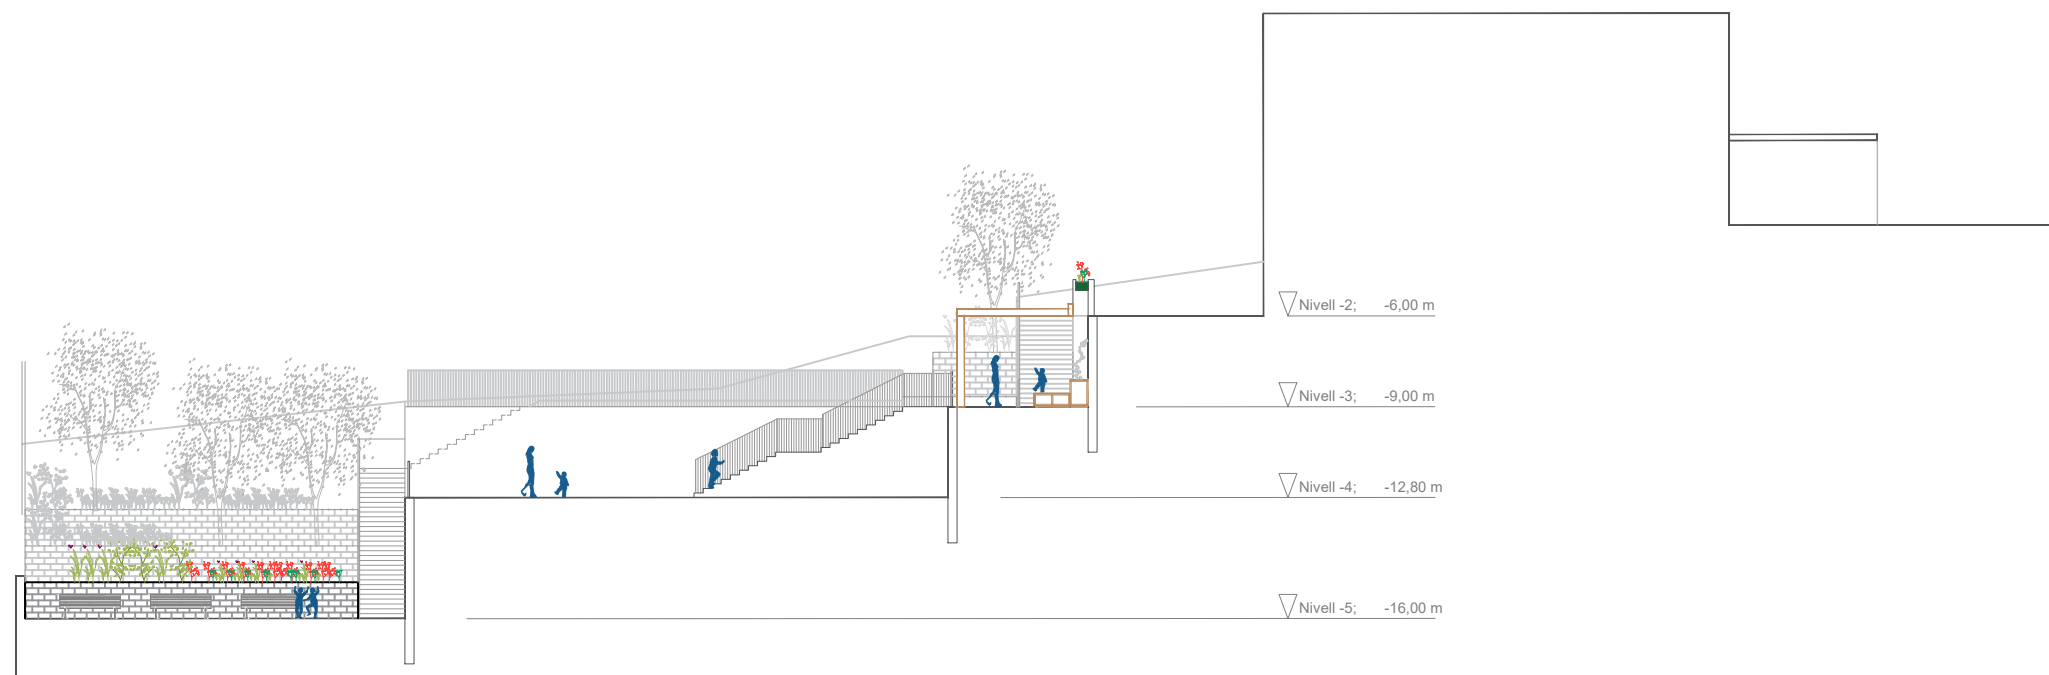 Nivell -2; -6,00 m
Nivell -3; -9,00 m
Nivell -4; -12,80 m
Nivell -5; -16,00 m